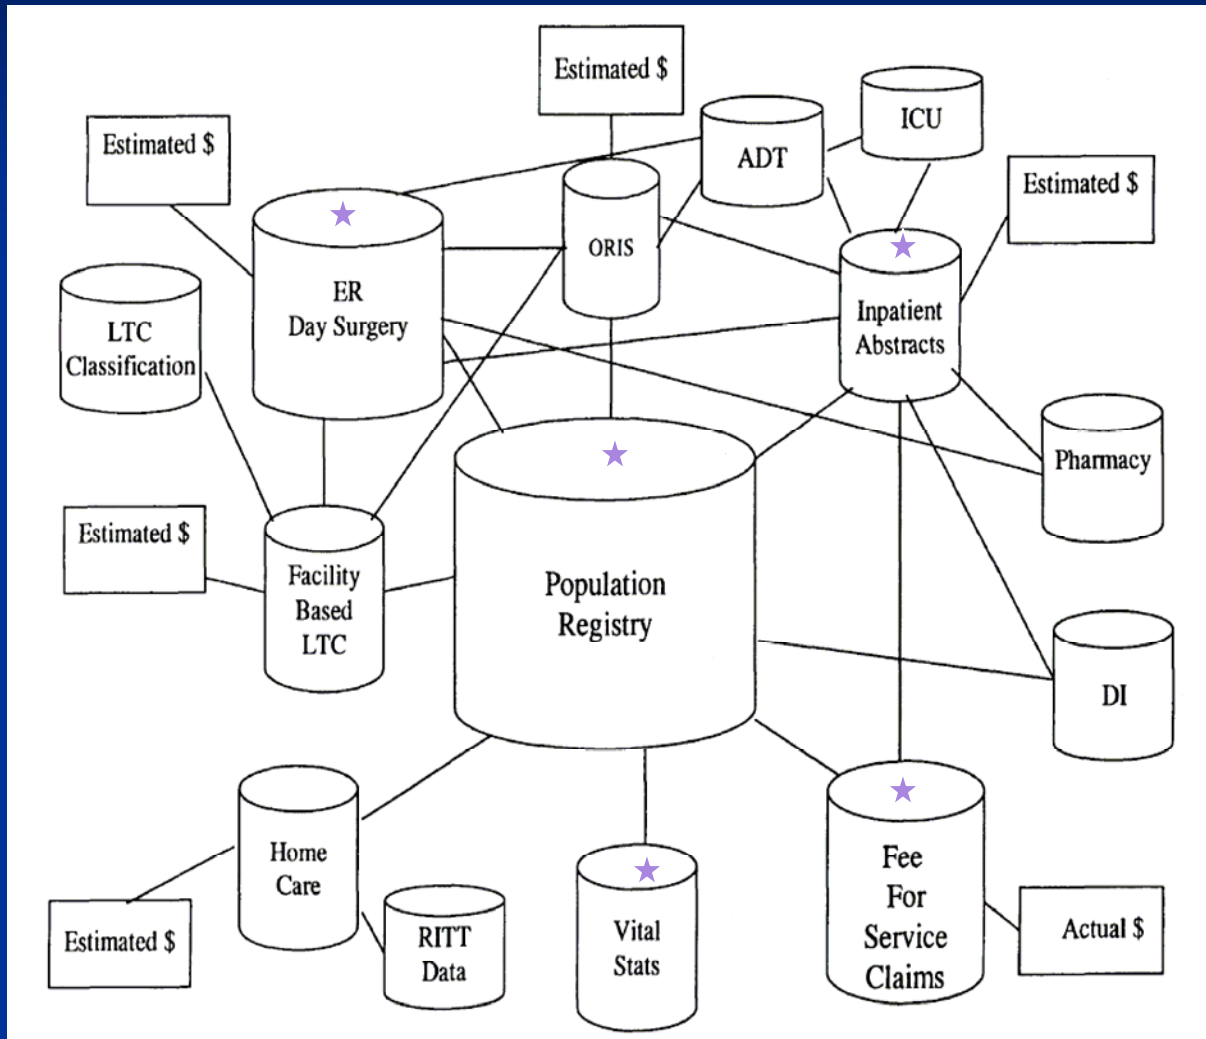 Estimated $
ICU
Estimated $
ADT
Estimated $
ORIS
ER
Day Surgery
Inpatient
Abstracts
LTC
Classification
Pharmacy
Estimated $
Facility
Based
LTC
Population
Registry
DI
Home
Care
Fee
For
Service
Claims
Estimated $
RITT
Data
Vital
Stats
Actual $